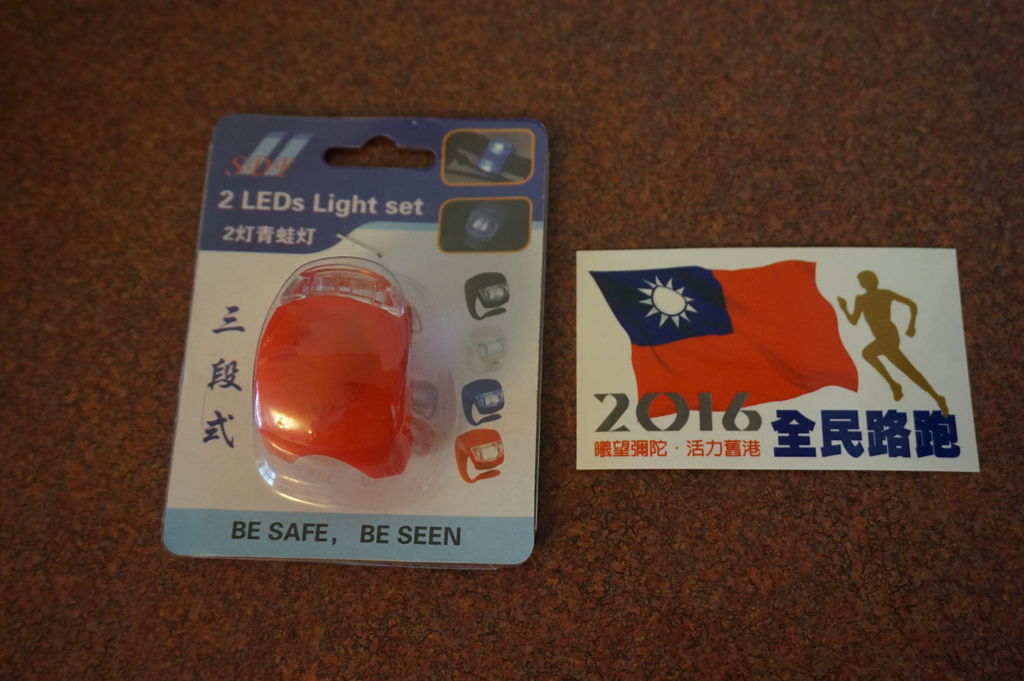 2 LEDs Light set
2灯青蛙灯
三段式
BE SAFE, BE SEEN
2016
曦望彌陀·活力舊港
全民路跑